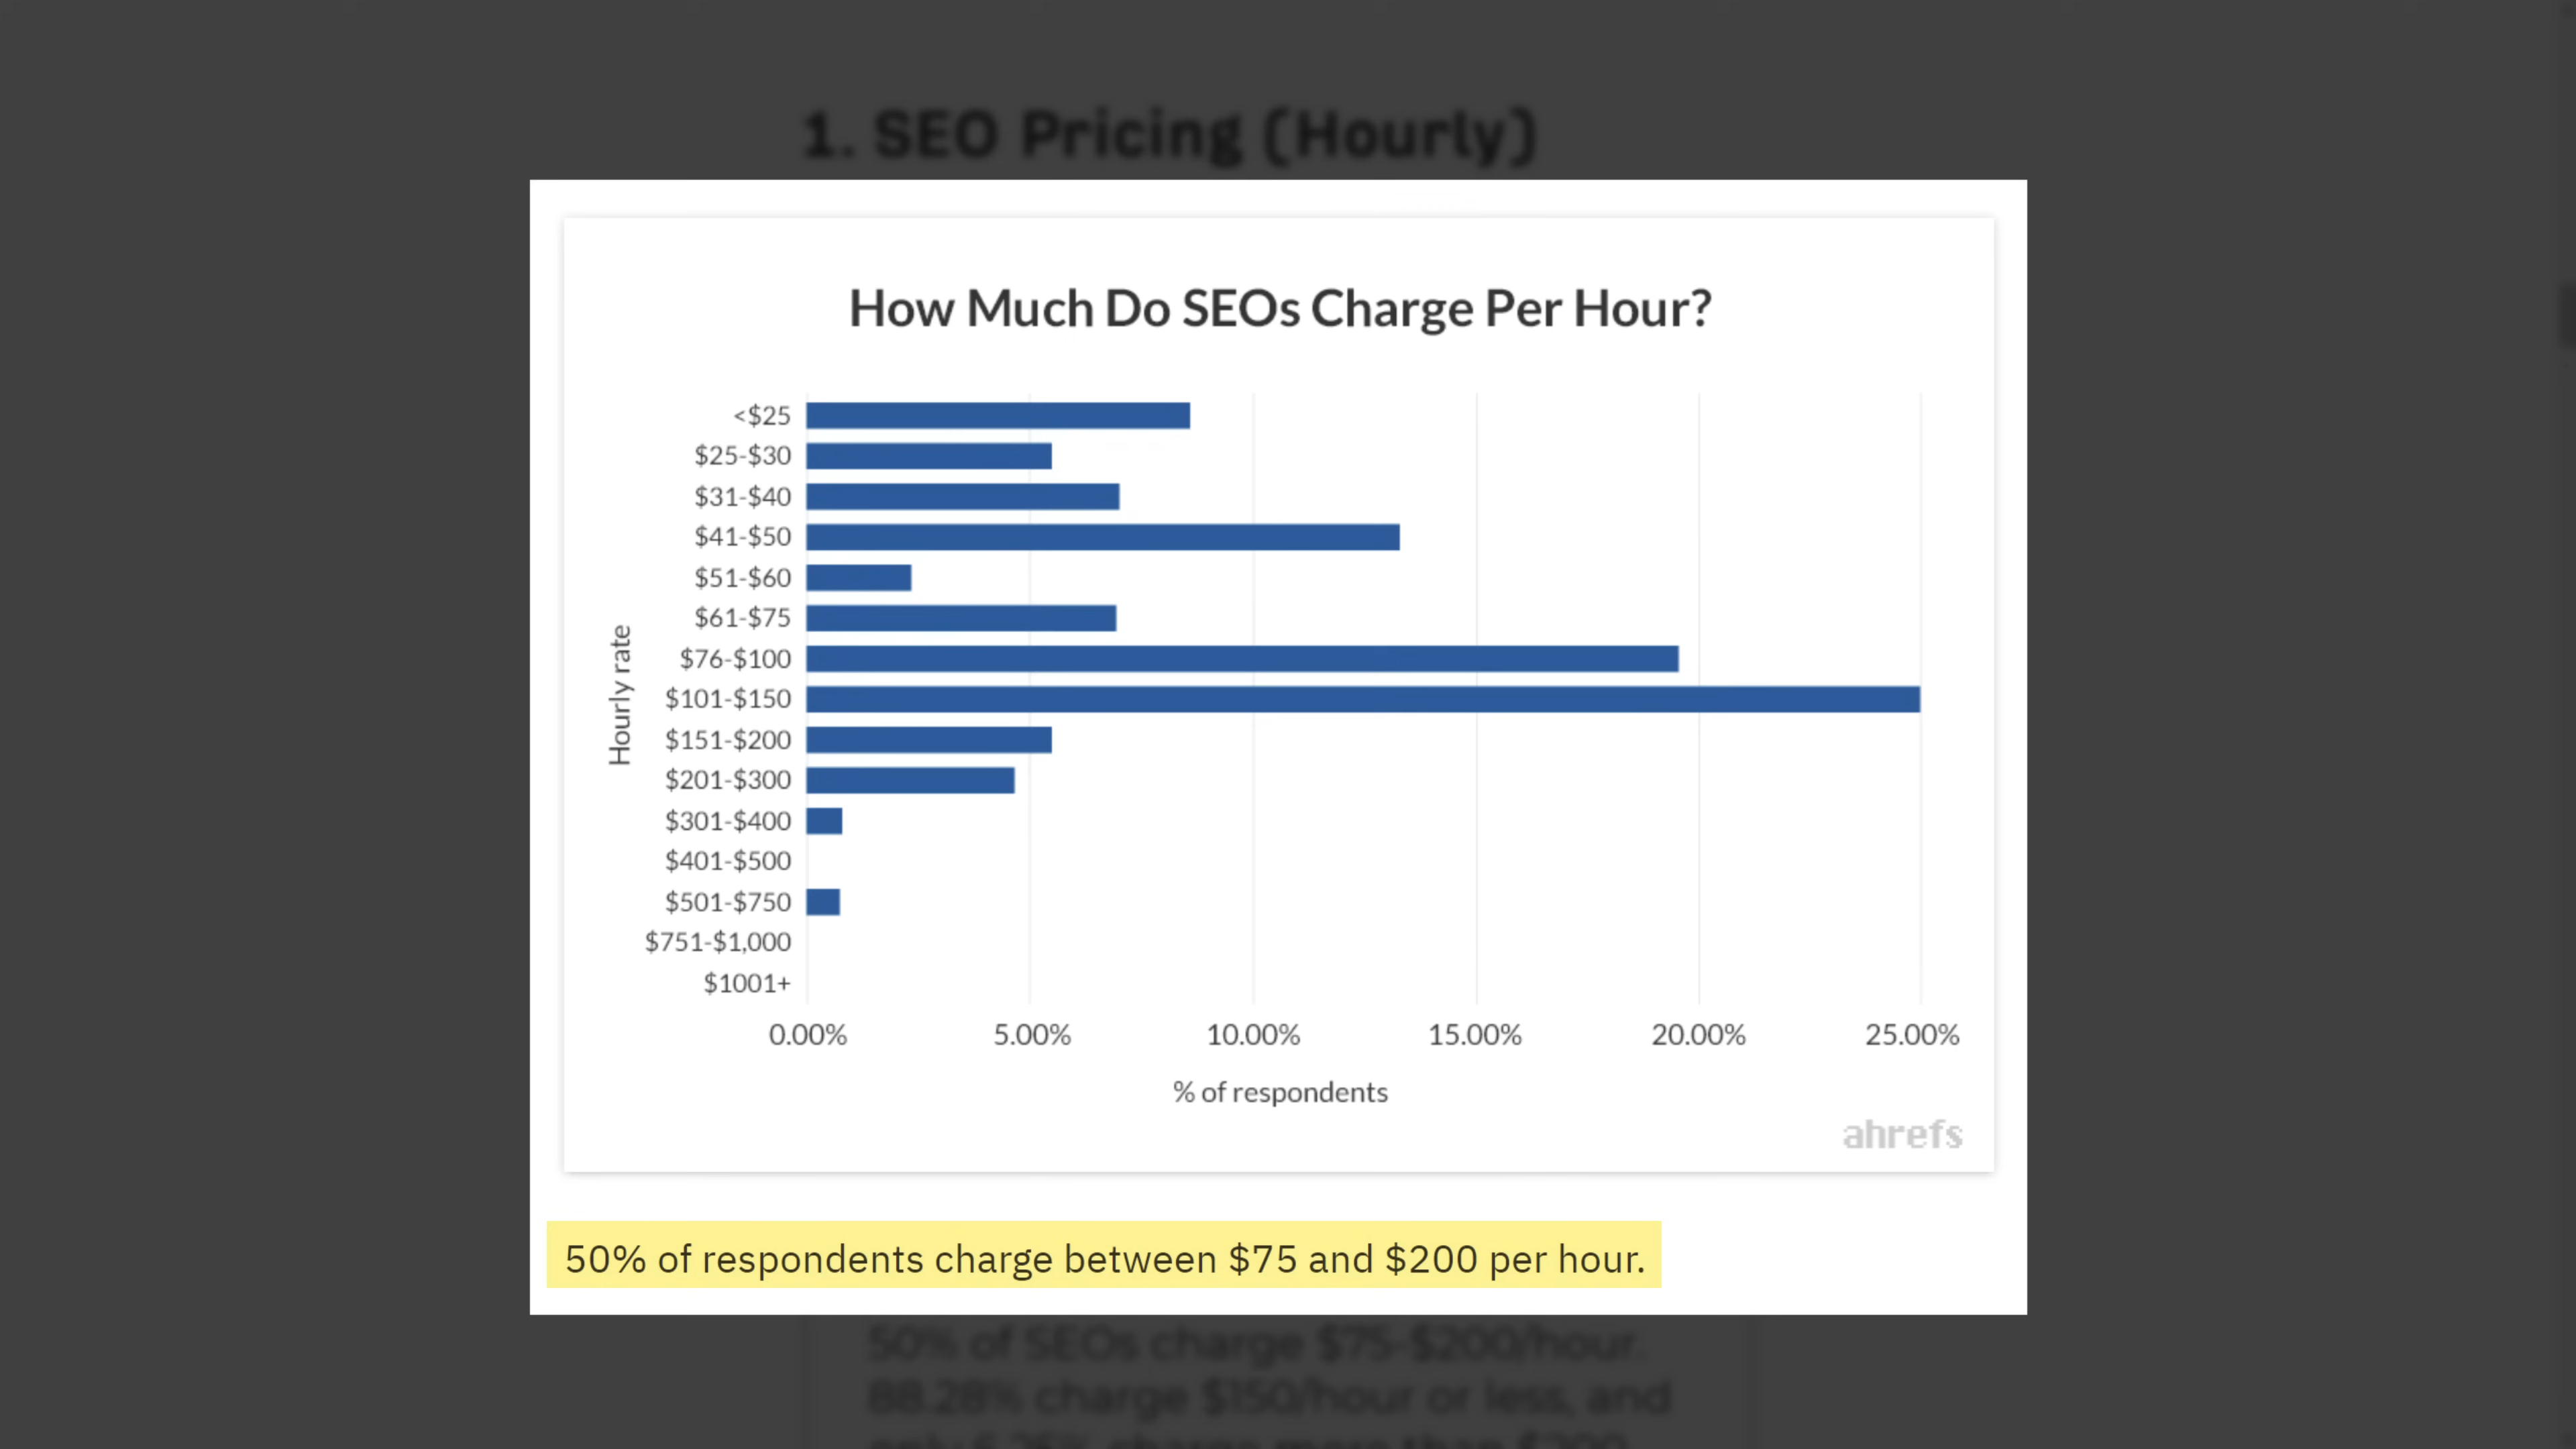 1. SEO Pricing (Hourly)
How Much Do SEOs Charge Per Hour?
<$25
$25-$30
$31-$40
$41-$50
$51-$60
$61-$75
$76-$100
$101-$150
$151-$200
$201-$300
$301-$400
$401-$500
$501-$750
$751-$1,000
$1001+
Hourly rate
0.00% 5.00% 10.00% 15.00% 20.00% 25.00%
% of respondents
ahrefs
50% of respondents charge between $75 and $200 per hour.
50% of SEOs charge $75-$200/hour.
88.28% charge $150/hour or less, and